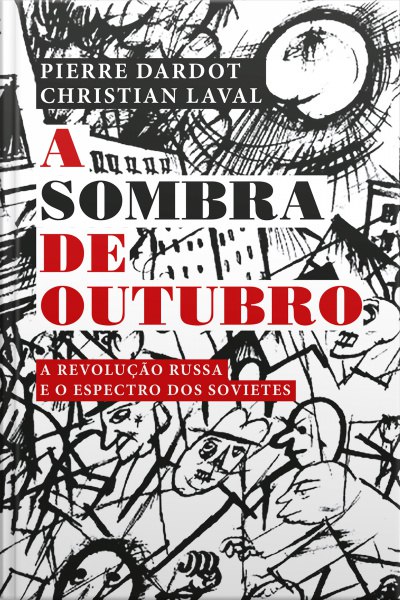 PIERRE DARDOT
CHRISTIAN LAVAL
A
SOMBRA
DE
OUTUBRO
A REVOLUÇÃO RUSSA
E O ESPECTRO DOS SOVIETES